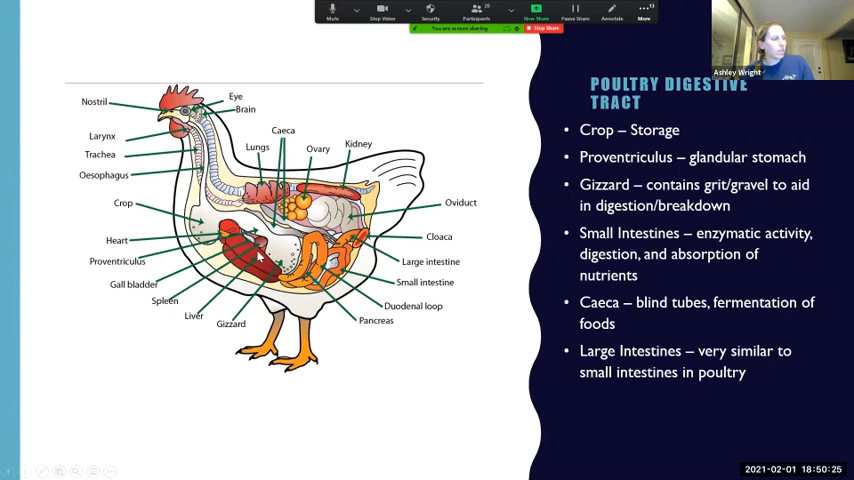 Mute
Stop Video
Security
Participants
20
New Share
Pause Share
Annotate
More
13
You are screen sharing
Stop Share
Ashley Wright
POULTRY DIGESTIVE
TRACT
Nostril
Eye
Brain
Larynx
Trachea
Oesophagus
Caeca
Lungs
Ovary
Kidney
Crop
Oviduct
Heart
Cloaca
Proventriculus
Large intestine
Gall bladder
Small intestine
Spleen
Duodenal loop
Liver
Gizzard
Pancreas
• Crop – Storage
• Proventriculus – glandular stomach
• Gizzard – contains grit/gravel to aid
in digestion/breakdown
• Small Intestines – enzymatic activity,
digestion, and absorption of
nutrients
• Caeca – blind tubes, fermentation of
foods
• Large Intestines – very similar to
small intestines in poultry
2021-02-01 18:50:25